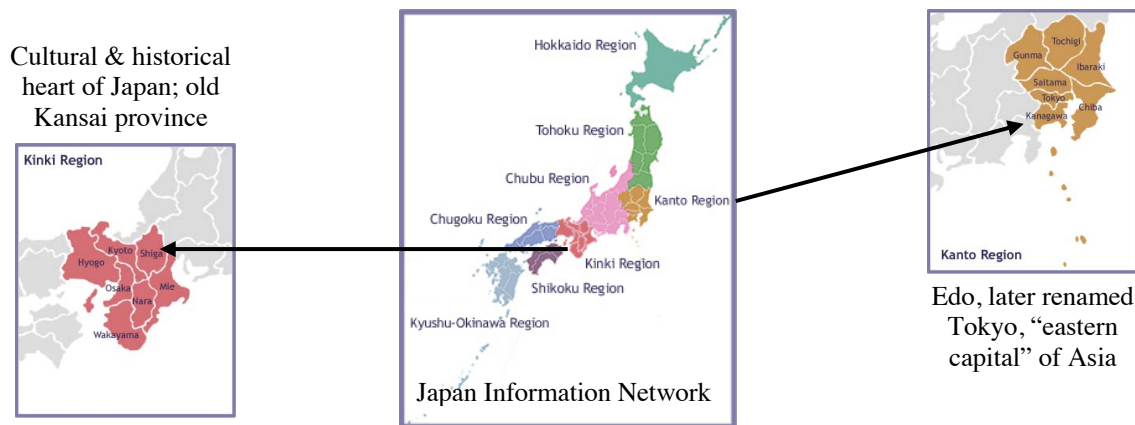 Cultural & historical
heart of Japan; old
Kansai province
Kinki Region
Kyoto
Shiga
Hyogo
Osaka
Mie
Nara
Wakayama
Hokkaido Region
Tohoku Region
Chubu Region
Kanto Region
Chugoku Region
Kinki Region
Shikoku Region
Kyushu-Okinawa Region
Japan Information Network
Tochigi
Gunma
Ibaraki
Saitama
Tokyo
Chiba
Kanagawa
Kanto Region
Edo, later renamed
Tokyo, “eastern
capital” of Asia